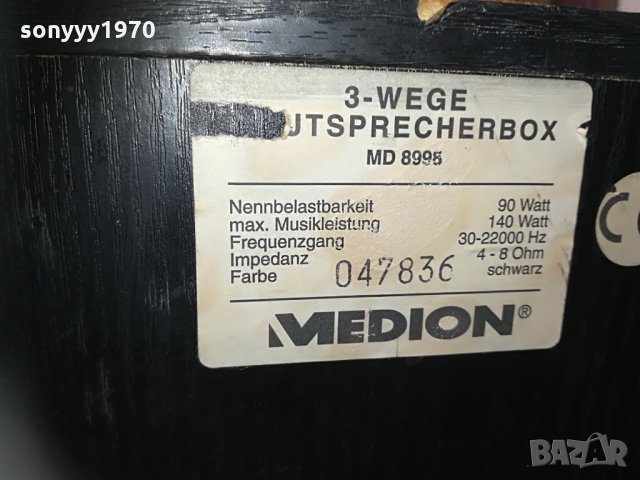 sonyyy1970
3-WEGE
UTSPRECHERBOX
MD 8995
Nennbelastbarkeit 90 Watt
max. Musikleistung 140 Watt
Frequenzgang 30-22000 Hz
Impedanz 4 - 8 Ohm
Farbe 047836 schwarz
MEDION®
BAZAR